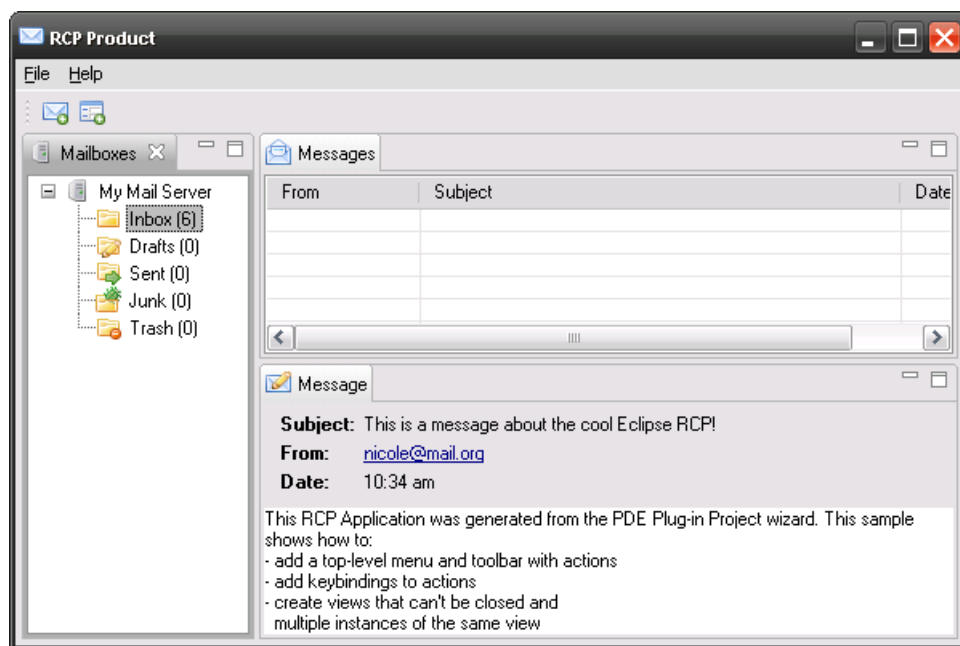 RCP Product
File Help
Mailboxes
My Mail Server
Inbox (6)
Drafts (0)
Sent (0)
Junk (0)
Trash (0)
Messages
From Subject Date
Message
Subject: This is a message about the cool Eclipse RCP!
From: nicole@mail.org
Date: 10:34 am
This RCP Application was generated from the PDE Plug-in Project wizard. This sample
shows how to:
- add a top-level menu and toolbar with actions
- add keybindings to actions
- create views that can't be closed and
multiple instances of the same view